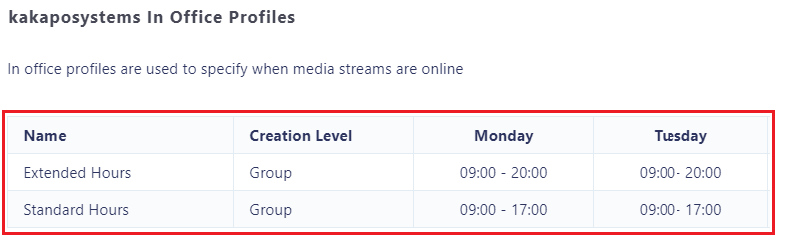 kakaposystems In Office Profiles
In office profiles are used to specify when media streams are online
Name Creation Level Monday Tuesday
Extended Hours Group 09:00 - 20:00 09:00- 20:00
Standard Hours Group 09:00 - 17:00 09:00- 17:00